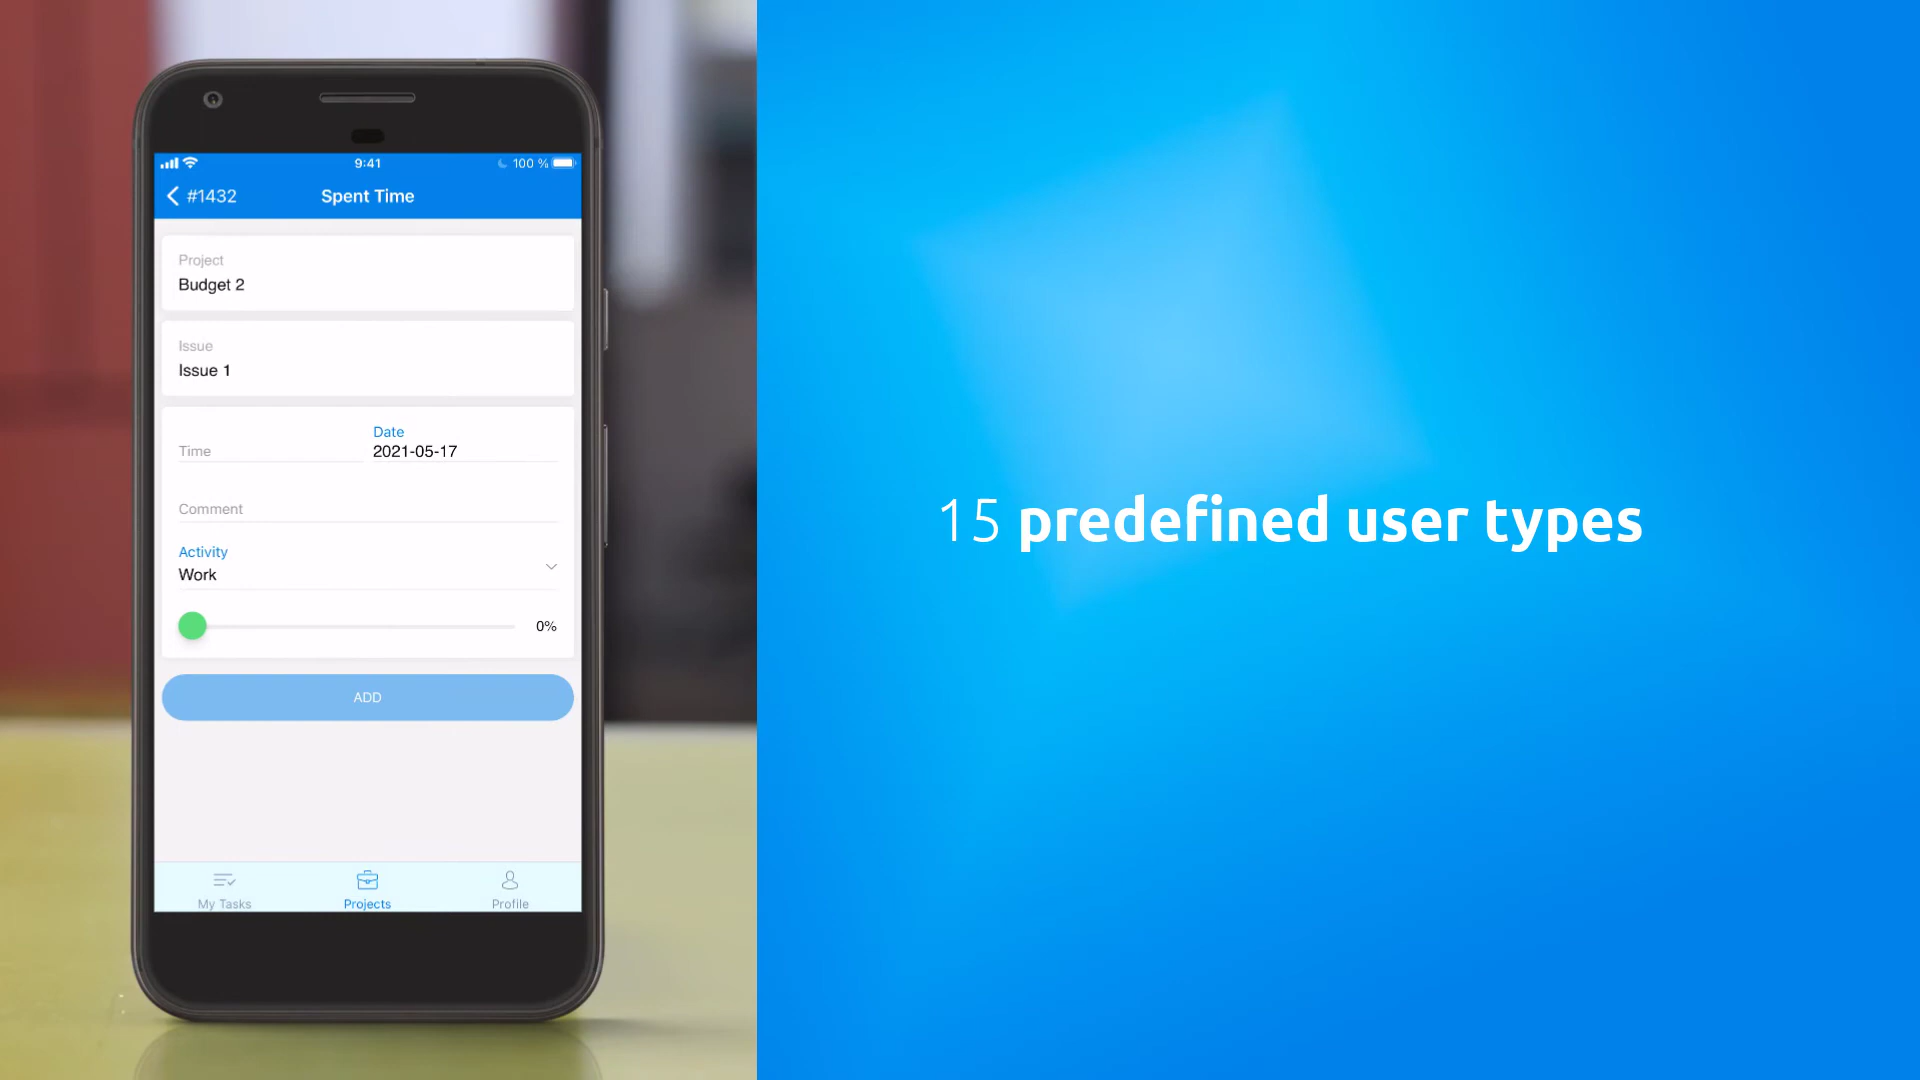 9:41
100 %
#1432
Spent Time
Project
Budget 2
Issue
Issue 1
Date
Time
2021-05-17
Comment
Activity
Work
0%
ADD
My Tasks
Projects
Profile
15 predefined user types